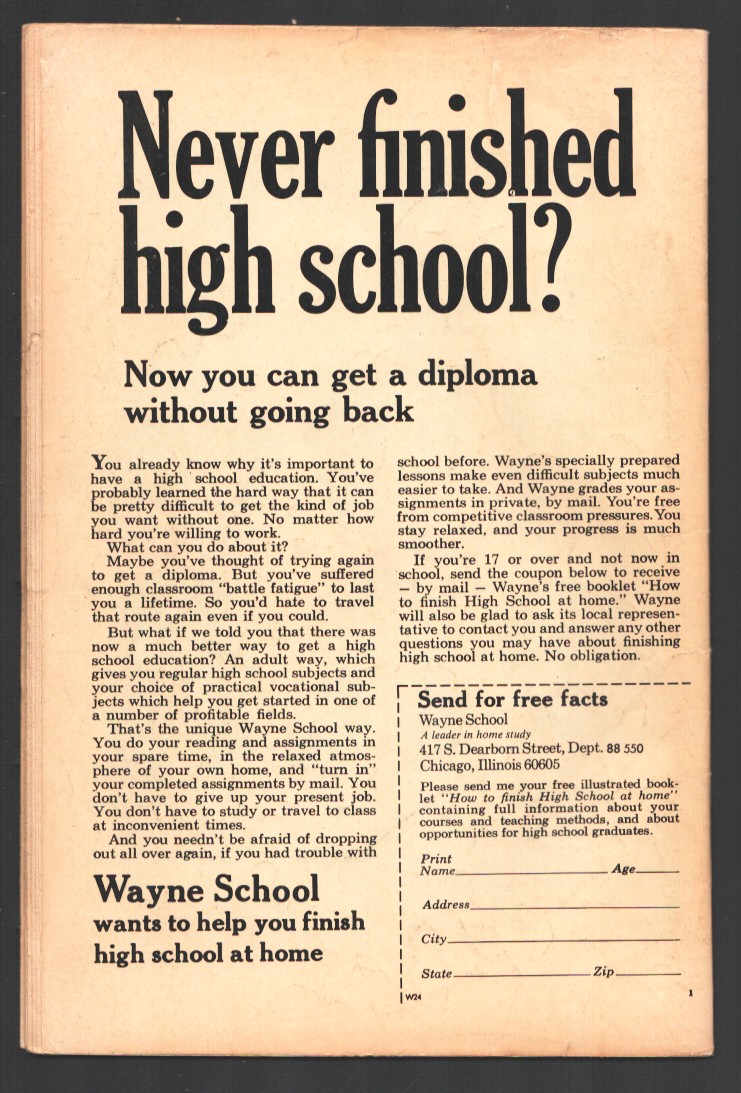 Never finished
high school?
Now you can get a diploma
without going back
You already know why it's important to
have a high school education. You've
probably learned the hard way that it can
be pretty difficult to get the kind of job
you want without one. No matter how
hard you're willing to work.
What can you do about it?
Maybe you've thought of trying again
to get a diploma. But you've suffered
enough classroom "battle fatigue" to last
you a lifetime. So you'd hate to travel
that route again even if you could.
But what if we told you that there was
now a much better way to get a high
school education? An adult way, which
gives you regular high school subjects and
your choice of practical vocational sub-
jects which help you get started in one of
a number of profitable fields.
That's the unique Wayne School way.
You do your reading and assignments in
your spare time, in the relaxed atmos-
phere of your own home, and "turn in"
your completed assignments by mail. You
don't have to give up your present job.
You don't have to study or travel to class
at inconvenient times.
And you needn't be afraid of dropping
out all over again, if you had trouble with
school before. Wayne's specially prepared
lessons make even difficult subjects much
easier to take. And Wayne grades your as-
signments in private, by mail. You're free
from competitive classroom pressures. You
stay relaxed, and your progress is much
smoother.
If you're 17 or over and not now in
school, send the coupon below to receive
— by mail — Wayne's free booklet "How
to finish High School at home." Wayne
will also be glad to ask its local represen-
tative to contact you and answer any other
questions you may have about finishing
high school at home. No obligation.
Wayne School
wants to help you finish
high school at home
Send for free facts
Wayne School
A leader in home study
417 S. Dearborn Street, Dept. 88 550
Chicago, Illinois 60605
Please send me your free illustrated book-
let "How to finish High School at home"
containing full information about your
courses and teaching methods, and about
opportunities for high school graduates.
Print
Name Age
Address
City
State Zip
W24
1